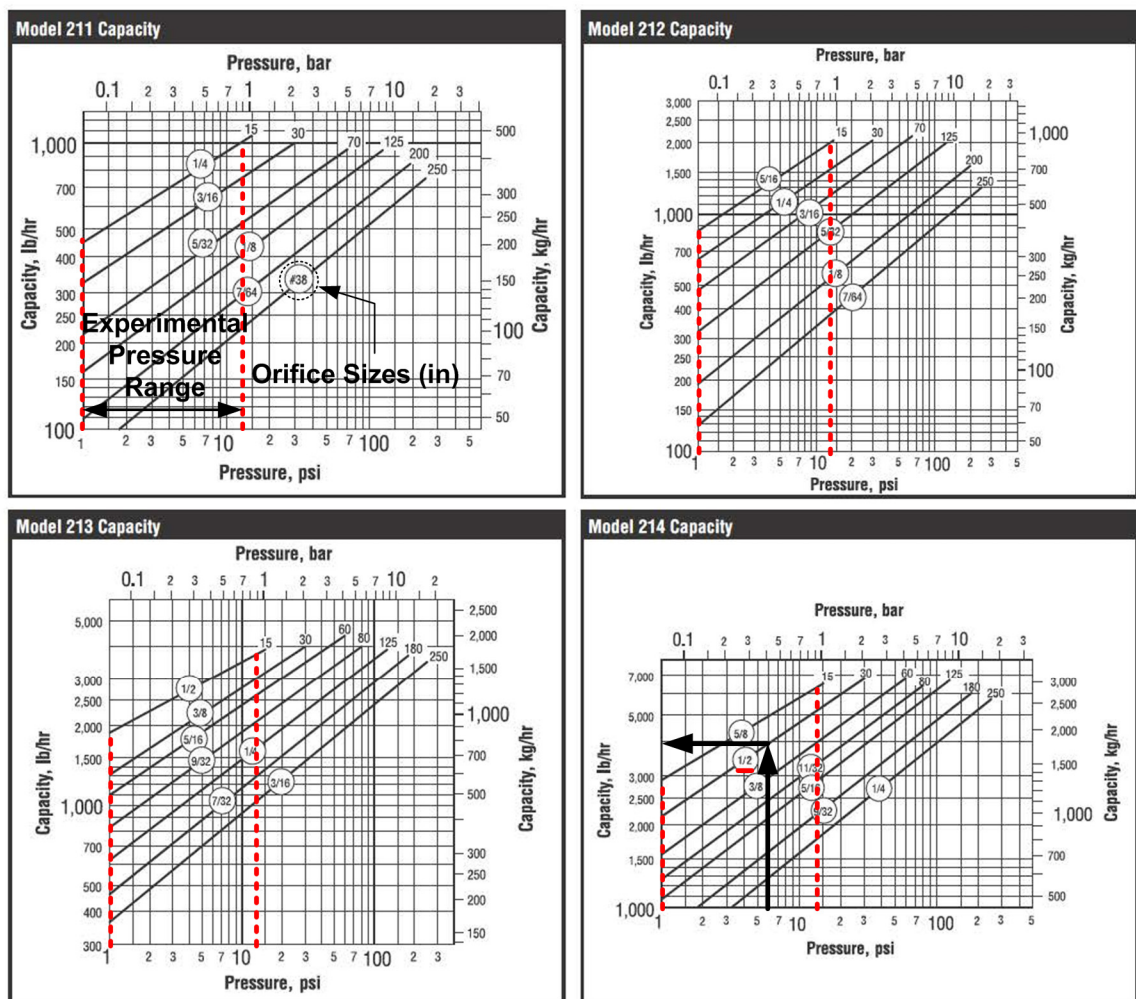 Model 211 Capacity
Pressure, bar
0.1 2 3 5 7 1 2 3 5 7 10 2 3
15 30 70 125 200 250
1/4 3/16 5/32 1/8 7/64 #38
1,000
700
500
400
300
250
200
150
100
500
400
300
250
200
150
100
70
50
Capacity, lb/hr
Capacity, kg/hr
Experimental
Pressure
Range
Orifice Sizes (in)
1 2 3 5 7 10 2 3 5 7 100 2 3 5
Pressure, psi
Model 212 Capacity
Pressure, bar
0.1 2 3 5 7 1 2 3 5 7 10 2 3
15 30 70 125 200 250
5/16 1/4 3/16 5/32 1/8 7/64
3,000
2,500
2,000
1,500
1,000
700
500
400
300
250
200
150
100
1,000
700
500
400
300
250
200
150
100
70
50
Capacity, lb/hr
Capacity, kg/hr
1 2 3 5 7 10 2 3 5 7 100 2 3 5
Pressure, psi
Model 213 Capacity
Pressure, bar
0.1 2 3 5 7 1 2 3 5 7 10 2
15 30 60 80 125 180 250
1/2 3/8 5/16 9/32 1/4 7/32 3/16
5,000
3,000
2,500
2,000
1,500
1,000
700
500
400
300
2,500
2,000
1,500
1,000
700
500
400
300
200
150
Capacity, lb/hr
Capacity, kg/hr
1 2 3 5 7 10 2 3 5 7 100 2 3
Pressure, psi
Model 214 Capacity
Pressure, bar
0.1 2 3 5 7 1 2 3 5 7 10 2 3
15 30 60 80 125 180 250
5/8 1/2 3/8 11/32 5/16 9/32 1/4
7,000
5,000
3,000
2,500
2,000
1,500
1,000
3,000
2,500
2,000
1,500
1,000
700
500
Capacity, lb/hr
Capacity, kg/hr
1 2 3 5 7 10 2 3 5 7 100 2 3 5
Pressure, psi